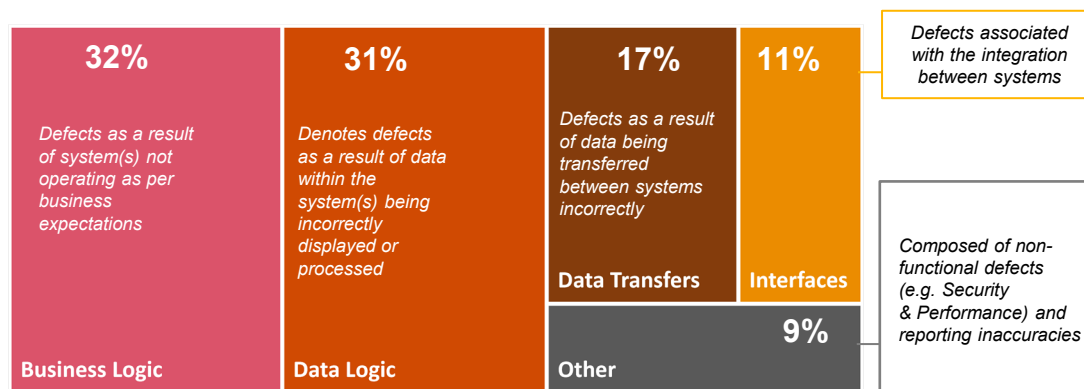 32%
Defects as a result
of system(s) not
operating as per
business
expectations
Business Logic
31%
Denotes defects
as a result of data
within the
system(s) being
incorrectly
displayed or
processed
Data Logic
17%
Defects as a result
of data being
transferred
between systems
incorrectly
Data Transfers
11%
Interfaces
Defects associated
with the integration
between systems
9%
Other
Composed of non-
functional defects
(e.g. Security
& Performance) and
reporting inaccuracies